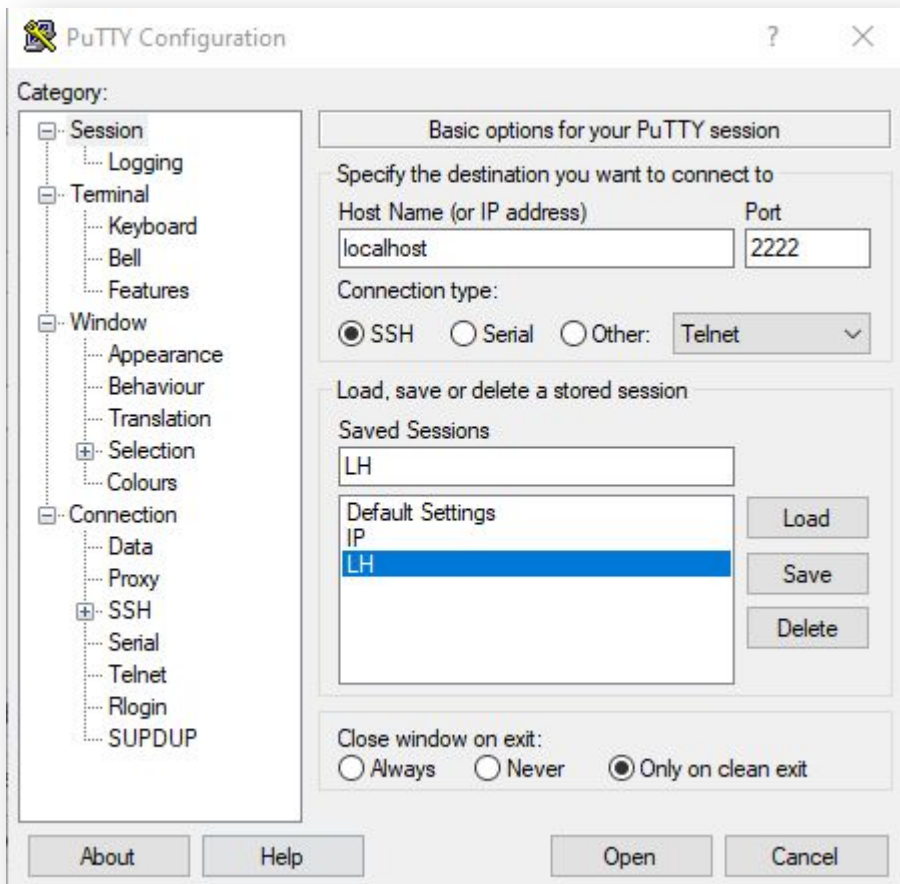 PuTTY Configuration
?
Category:
Session
Logging
Terminal
Keyboard
Bell
Features
Window
Appearance
Behaviour
Translation
Selection
Colours
Connection
Data
Proxy
SSH
Serial
Telnet
Rlogin
SUPDUP
Basic options for your PuTTY session
Specify the destination you want to connect to
Host Name (or IP address) Port
localhost 2222
Connection type:
SSH Serial Other: Telnet
Load, save or delete a stored session
Saved Sessions
LH
Default Settings
IP
LH
Load
Save
Delete
Close window on exit:
Always Never Only on clean exit
About Help Open Cancel